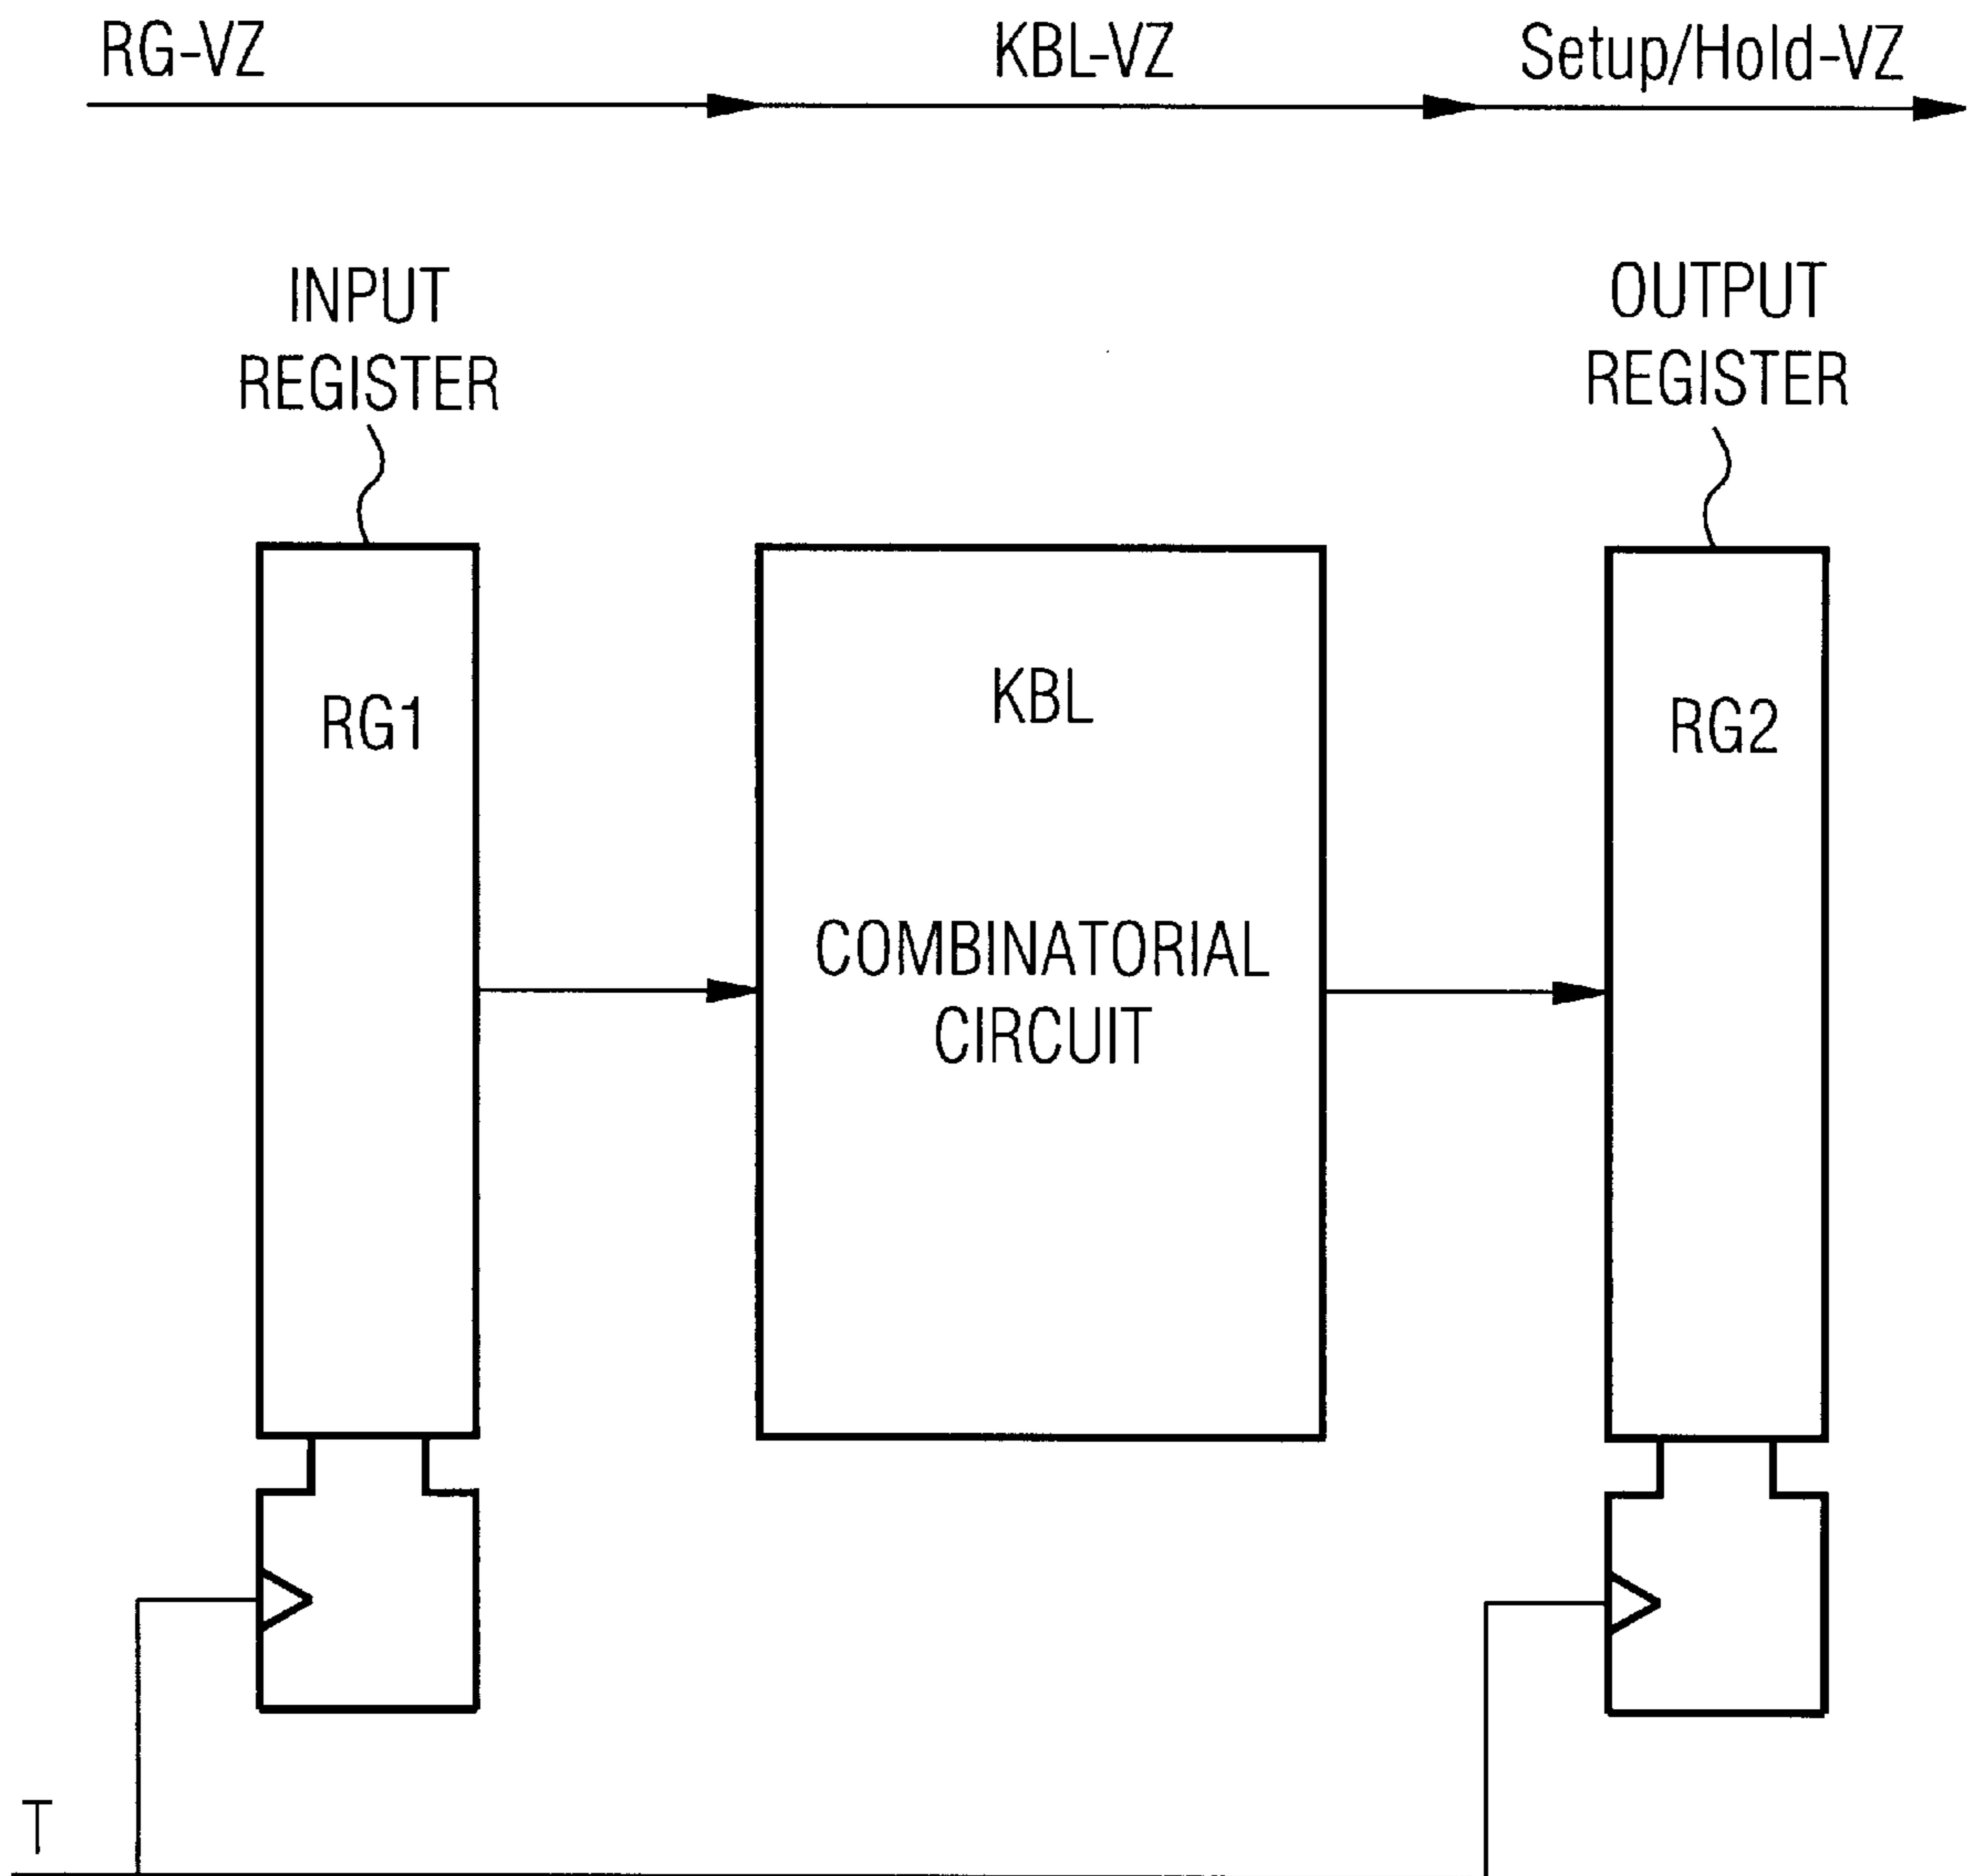 RG-VZ
KBL-VZ
Setup/Hold-VZ
INPUT
REGISTER
OUTPUT
REGISTER
RG1
KBL
RG2
COMBINATORIAL
CIRCUIT
T